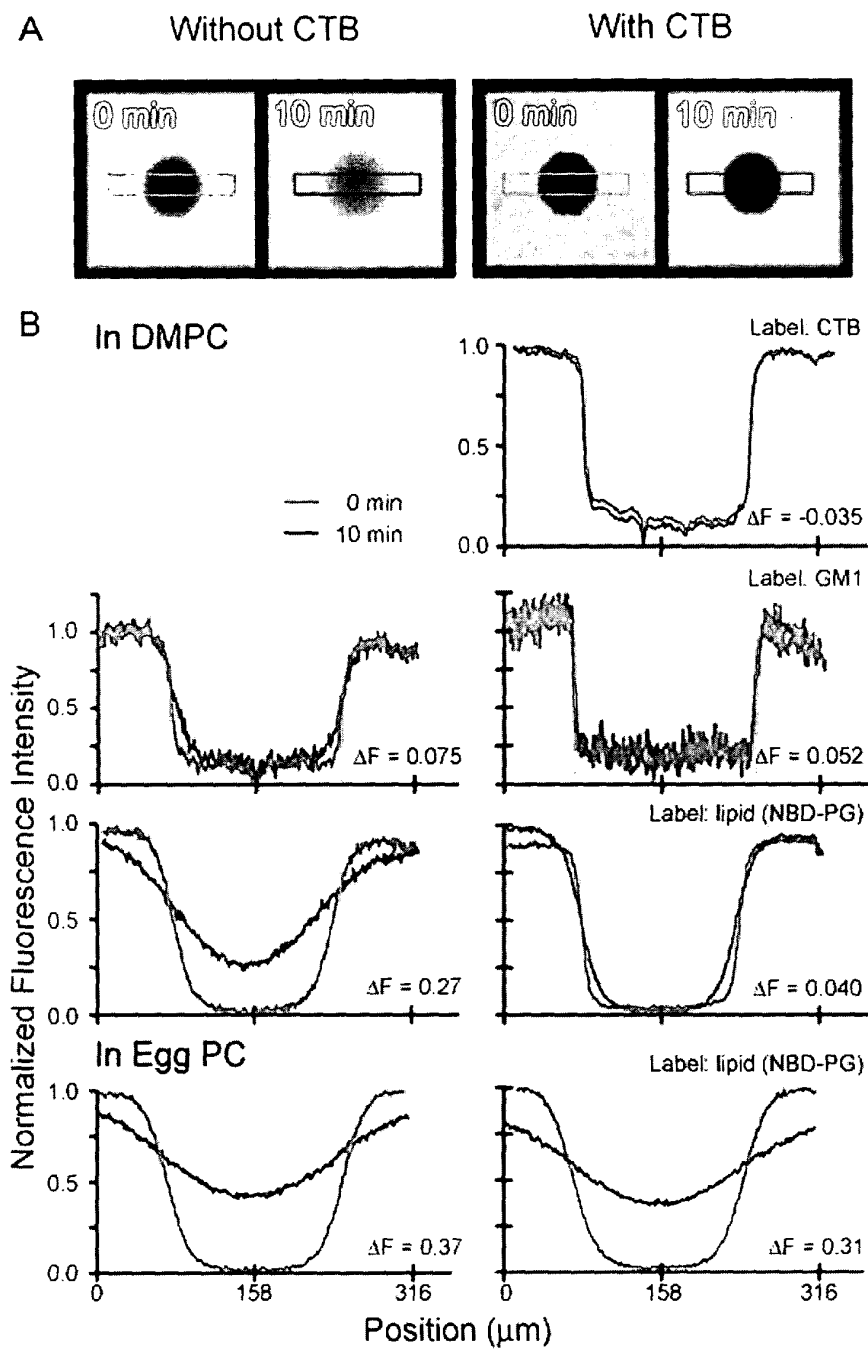 A
Without CTB
With CTB
0 min
10 min
0 min
10 min
B
In DMPC
Label. CTB
1.0
0.5
0.0
ΔF = -0.035
0 min
10 min
Label. GM1
1.0
0.5
0.0
ΔF = 0.075
ΔF = 0.052
Label: lipid (NBD-PG)
1.0
0.5
0.0
ΔF = 0.27
ΔF = 0.040
In Egg PC
Label: lipid (NBD-PG)
1.0
0.5
0.0
ΔF = 0.37
ΔF = 0.31
0
158
316
0
158
316
Normalized Fluorescence Intensity
Position (μm)